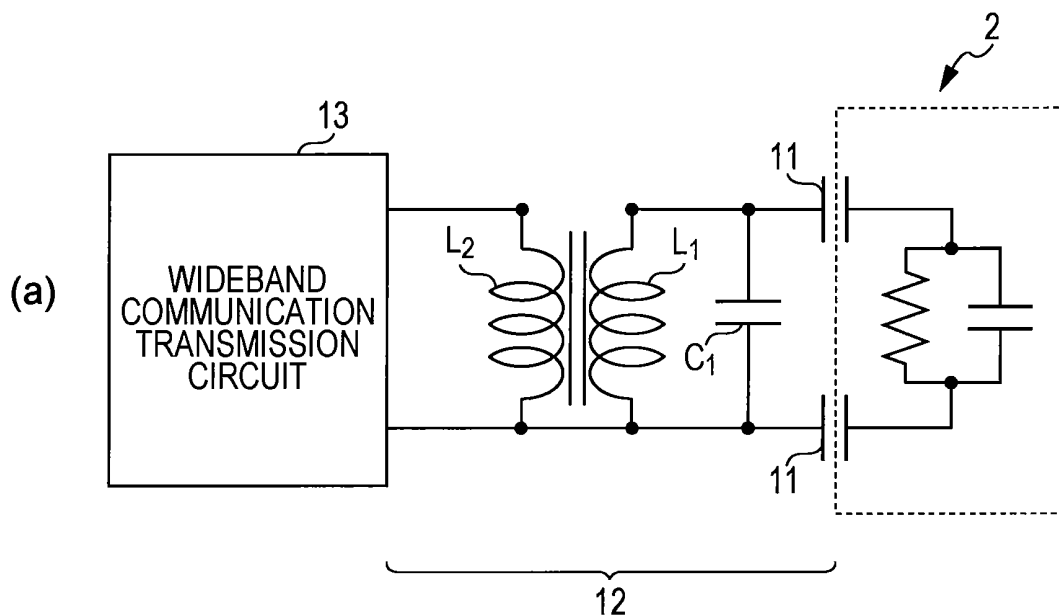 2
13
11
(a)
WIDEBAND
COMMUNICATION
TRANSMISSION
CIRCUIT
L2
L1
C1
11
12